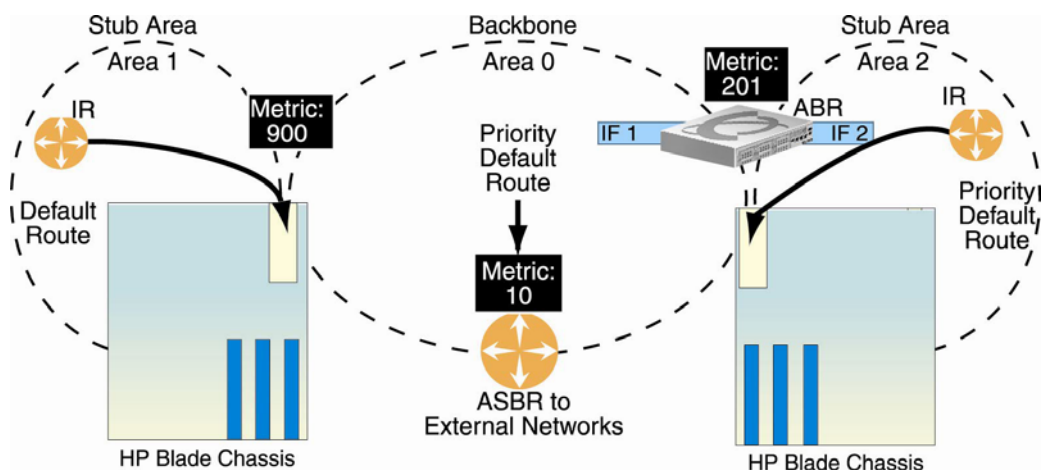 Stub Area
Area 1
IR
Metric:
900
Default
Route
HP Blade Chassis
Backbone
Area 0
Priority
Default
Route
Metric:
10
ASBR to
External Networks
Metric:
201
ABR
IF 1
IF 2
Stub Area
Area 2
IR
Priority
Default
Route
HP Blade Chassis